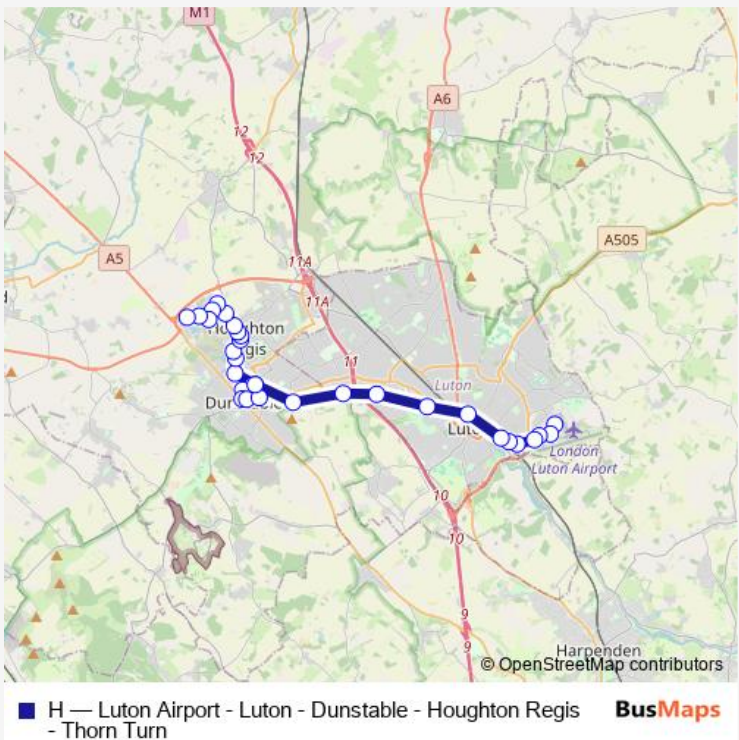 M1
A6
12
12
A505
A5
11A
11A
Houghton
Regis
11
Luton
London
Luton Airport
10
10
9
9
Harpenden
© OpenStreetMap contributors
H — Luton Airport - Luton - Dunstable - Houghton Regis
- Thorn Turn
BusMaps